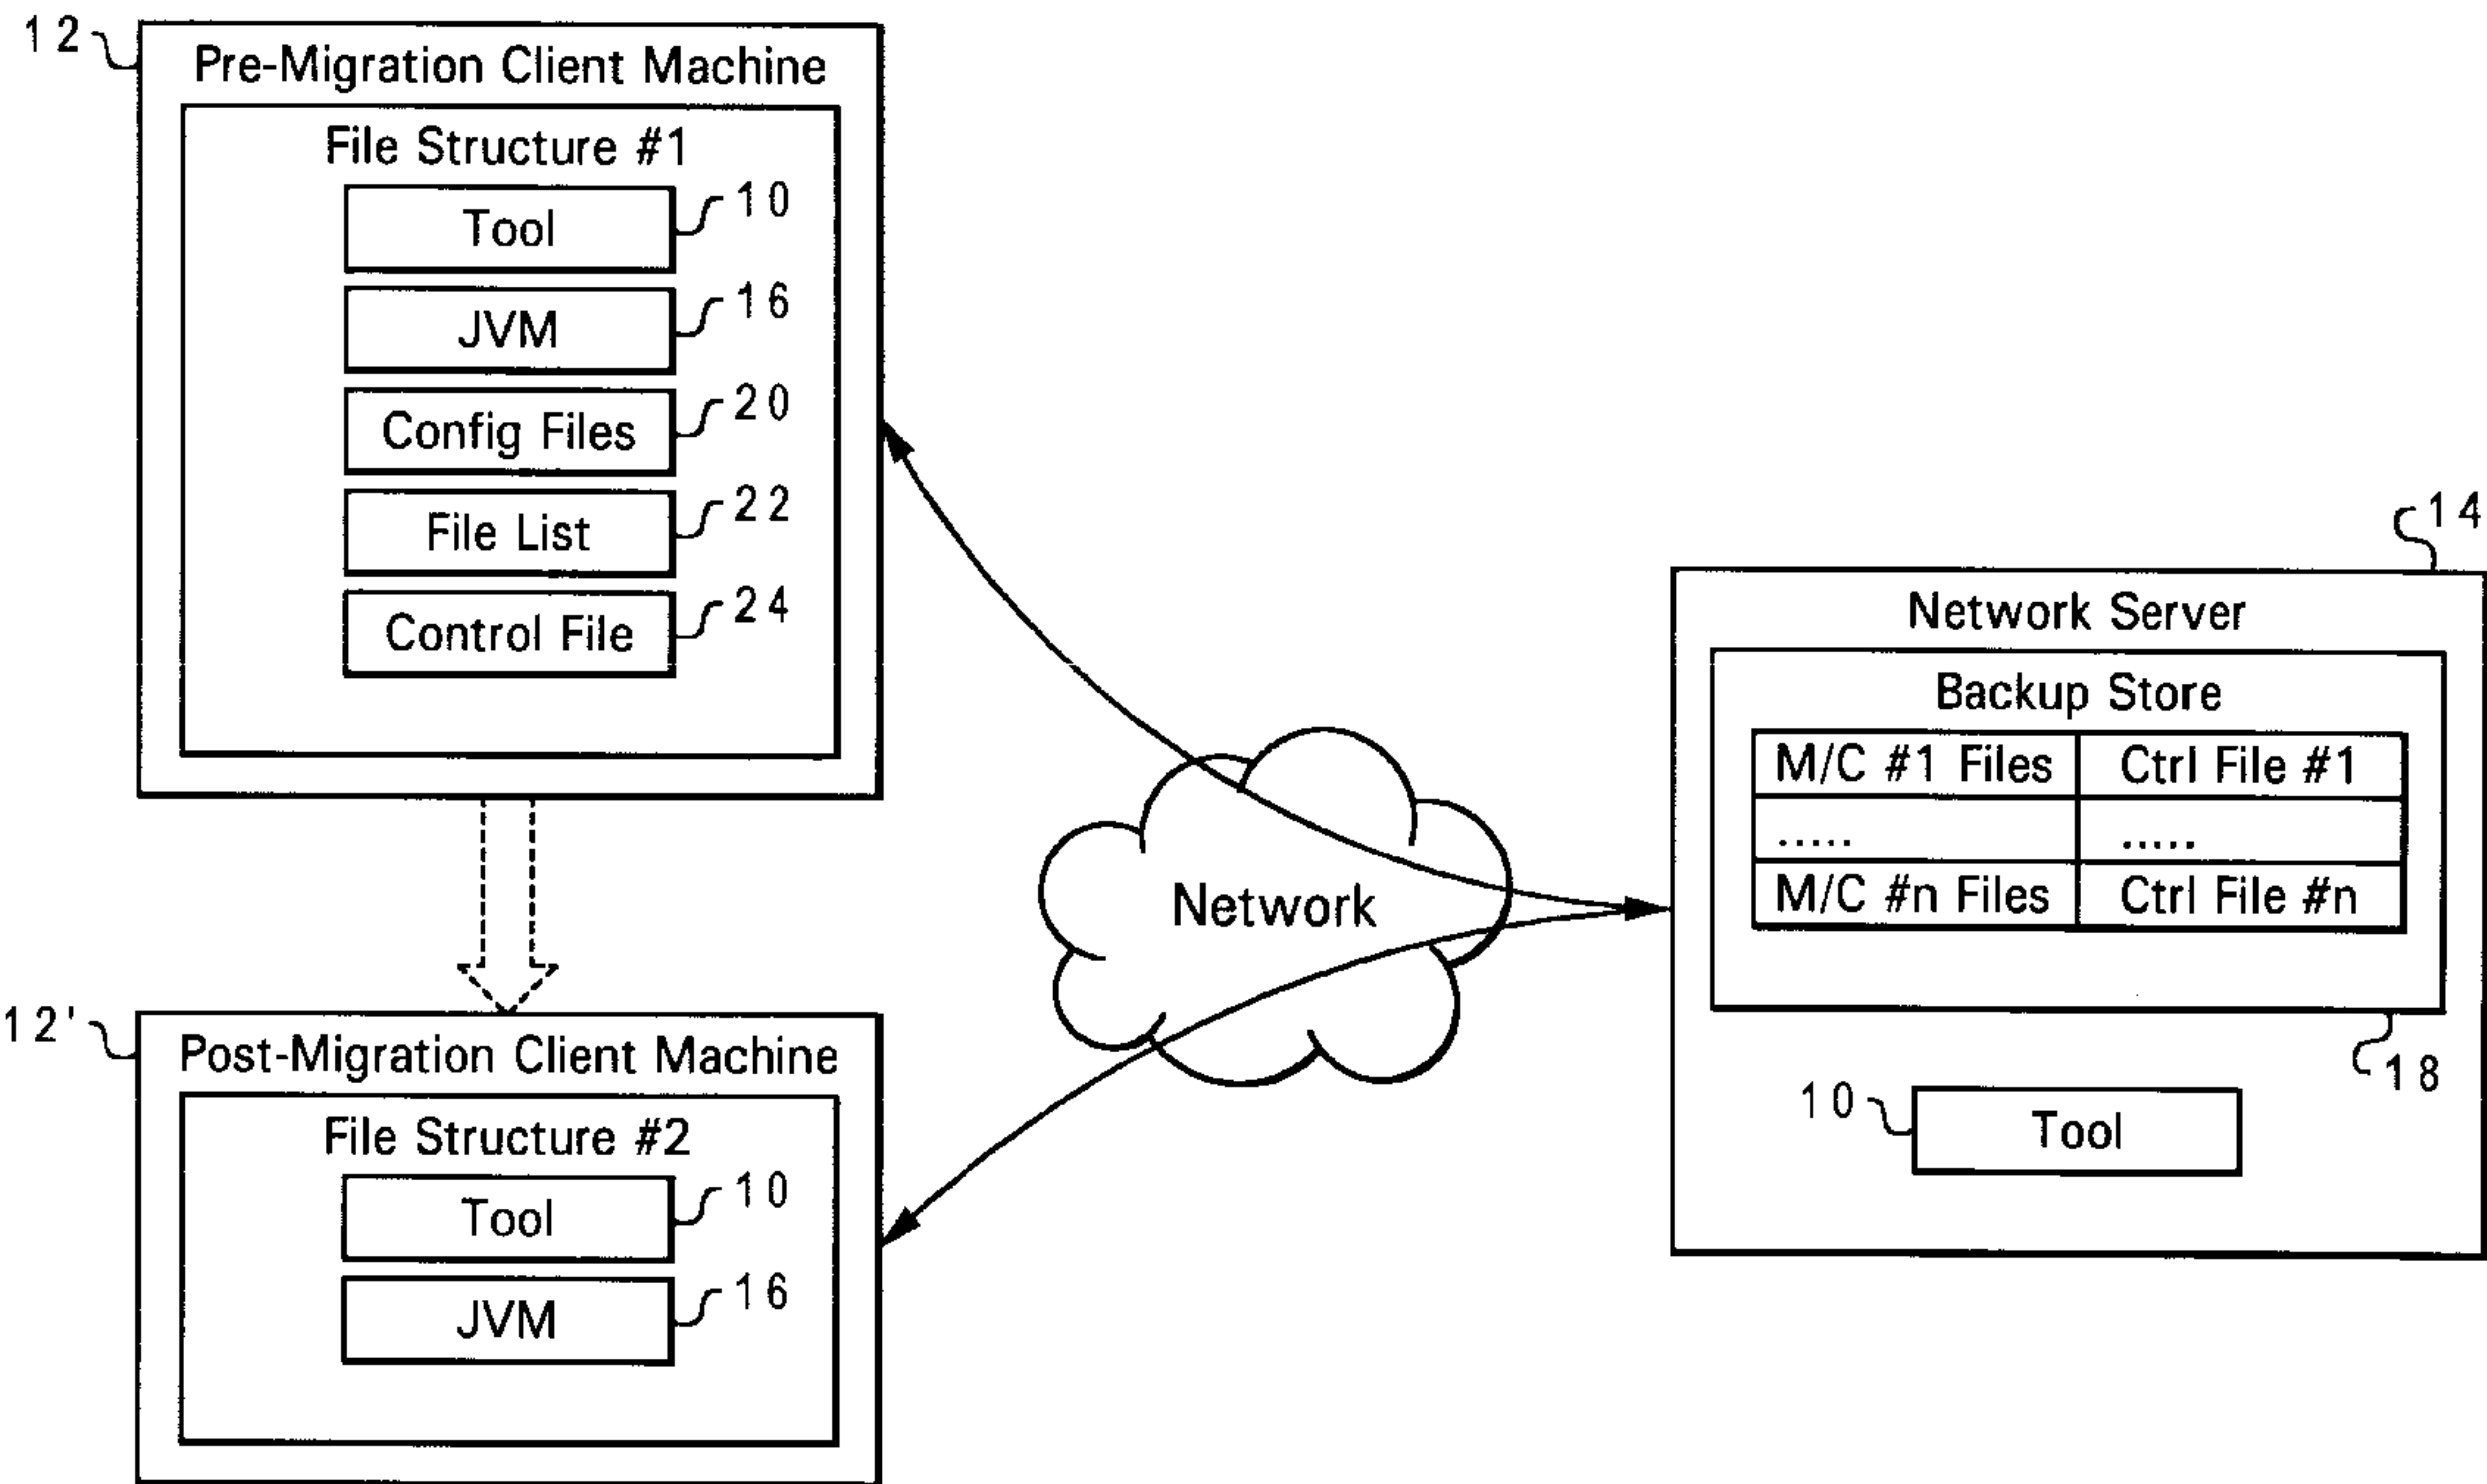 12
Pre-Migration Client Machine
File Structure #1
Tool
10
JVM
16
Config Files
20
File List
22
Control File
24
12'
Post-Migration Client Machine
File Structure #2
Tool
10
JVM
16
Network
14
Network Server
Backup Store
M/C #1 Files Ctrl File #1
..... .....
M/C #n Files Ctrl File #n
18
10
Tool